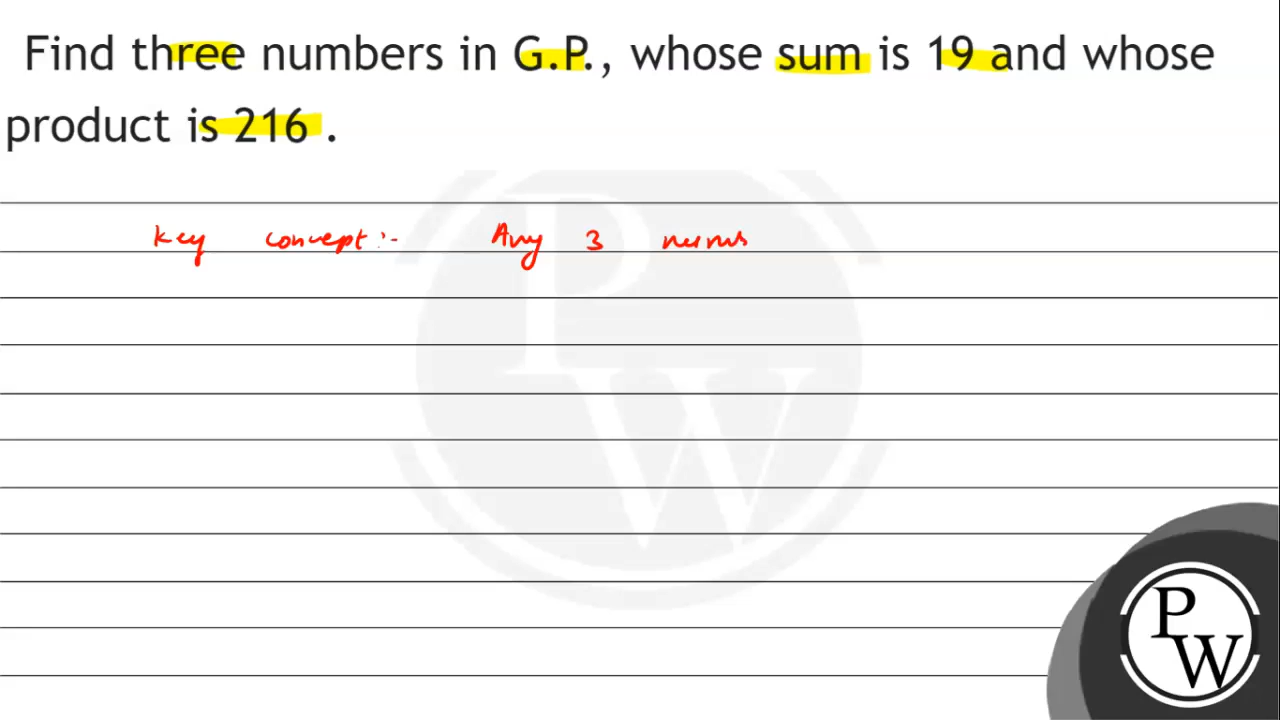 Find three numbers in G.P., whose sum is 19 and whose
product is 216 .
Key concept :- Any 3 nums
P
W
P
W